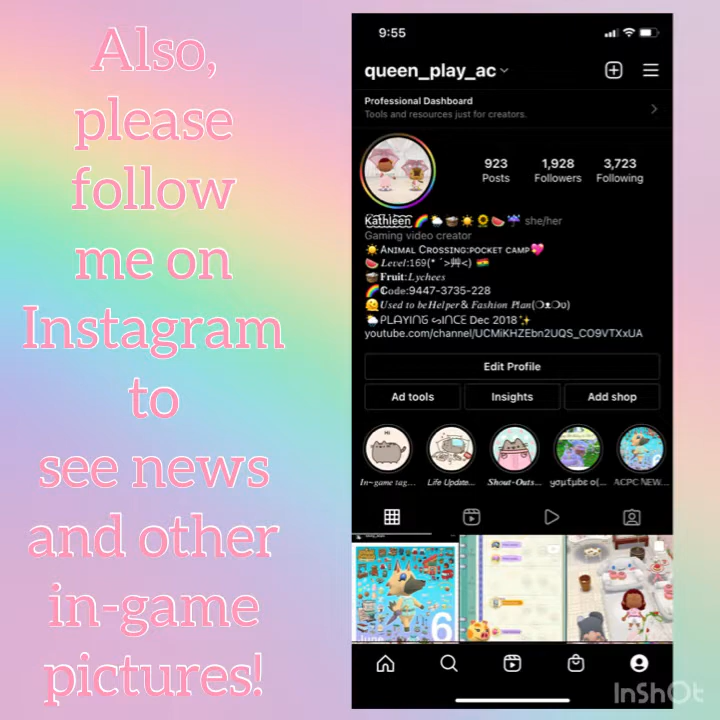 Also,
please
follow
me on
Instagram
to
see news
and other
in-game
pictures!
9:55
queen_play_ac
Professional Dashboard
Tools and resources just for creators.
923
Posts
1,928
Followers
3,723
Following
Kathleen 🌈🌦🧺☀️🌻🍉☔ she/her
Gaming video creator
☀️ANIMAL CROSSING:POCKET CAMP💖
🍉 Level:169(* ´>艸<)
🧺Fruit:Lychees
🌈ℂode:9447-3735-228
Used to be Helper & Fashion Plan
🌦PLAYING SINCE Dec 2018✨
youtube.com/channel/UCMiKHZEbn2UQS_CO9VTXxUA
Edit Profile
Ad tools
Insights
Add shop
HI
In~game tag...
Life Update...
Shout-Outs...
ACPC NEW...
6
InShOt